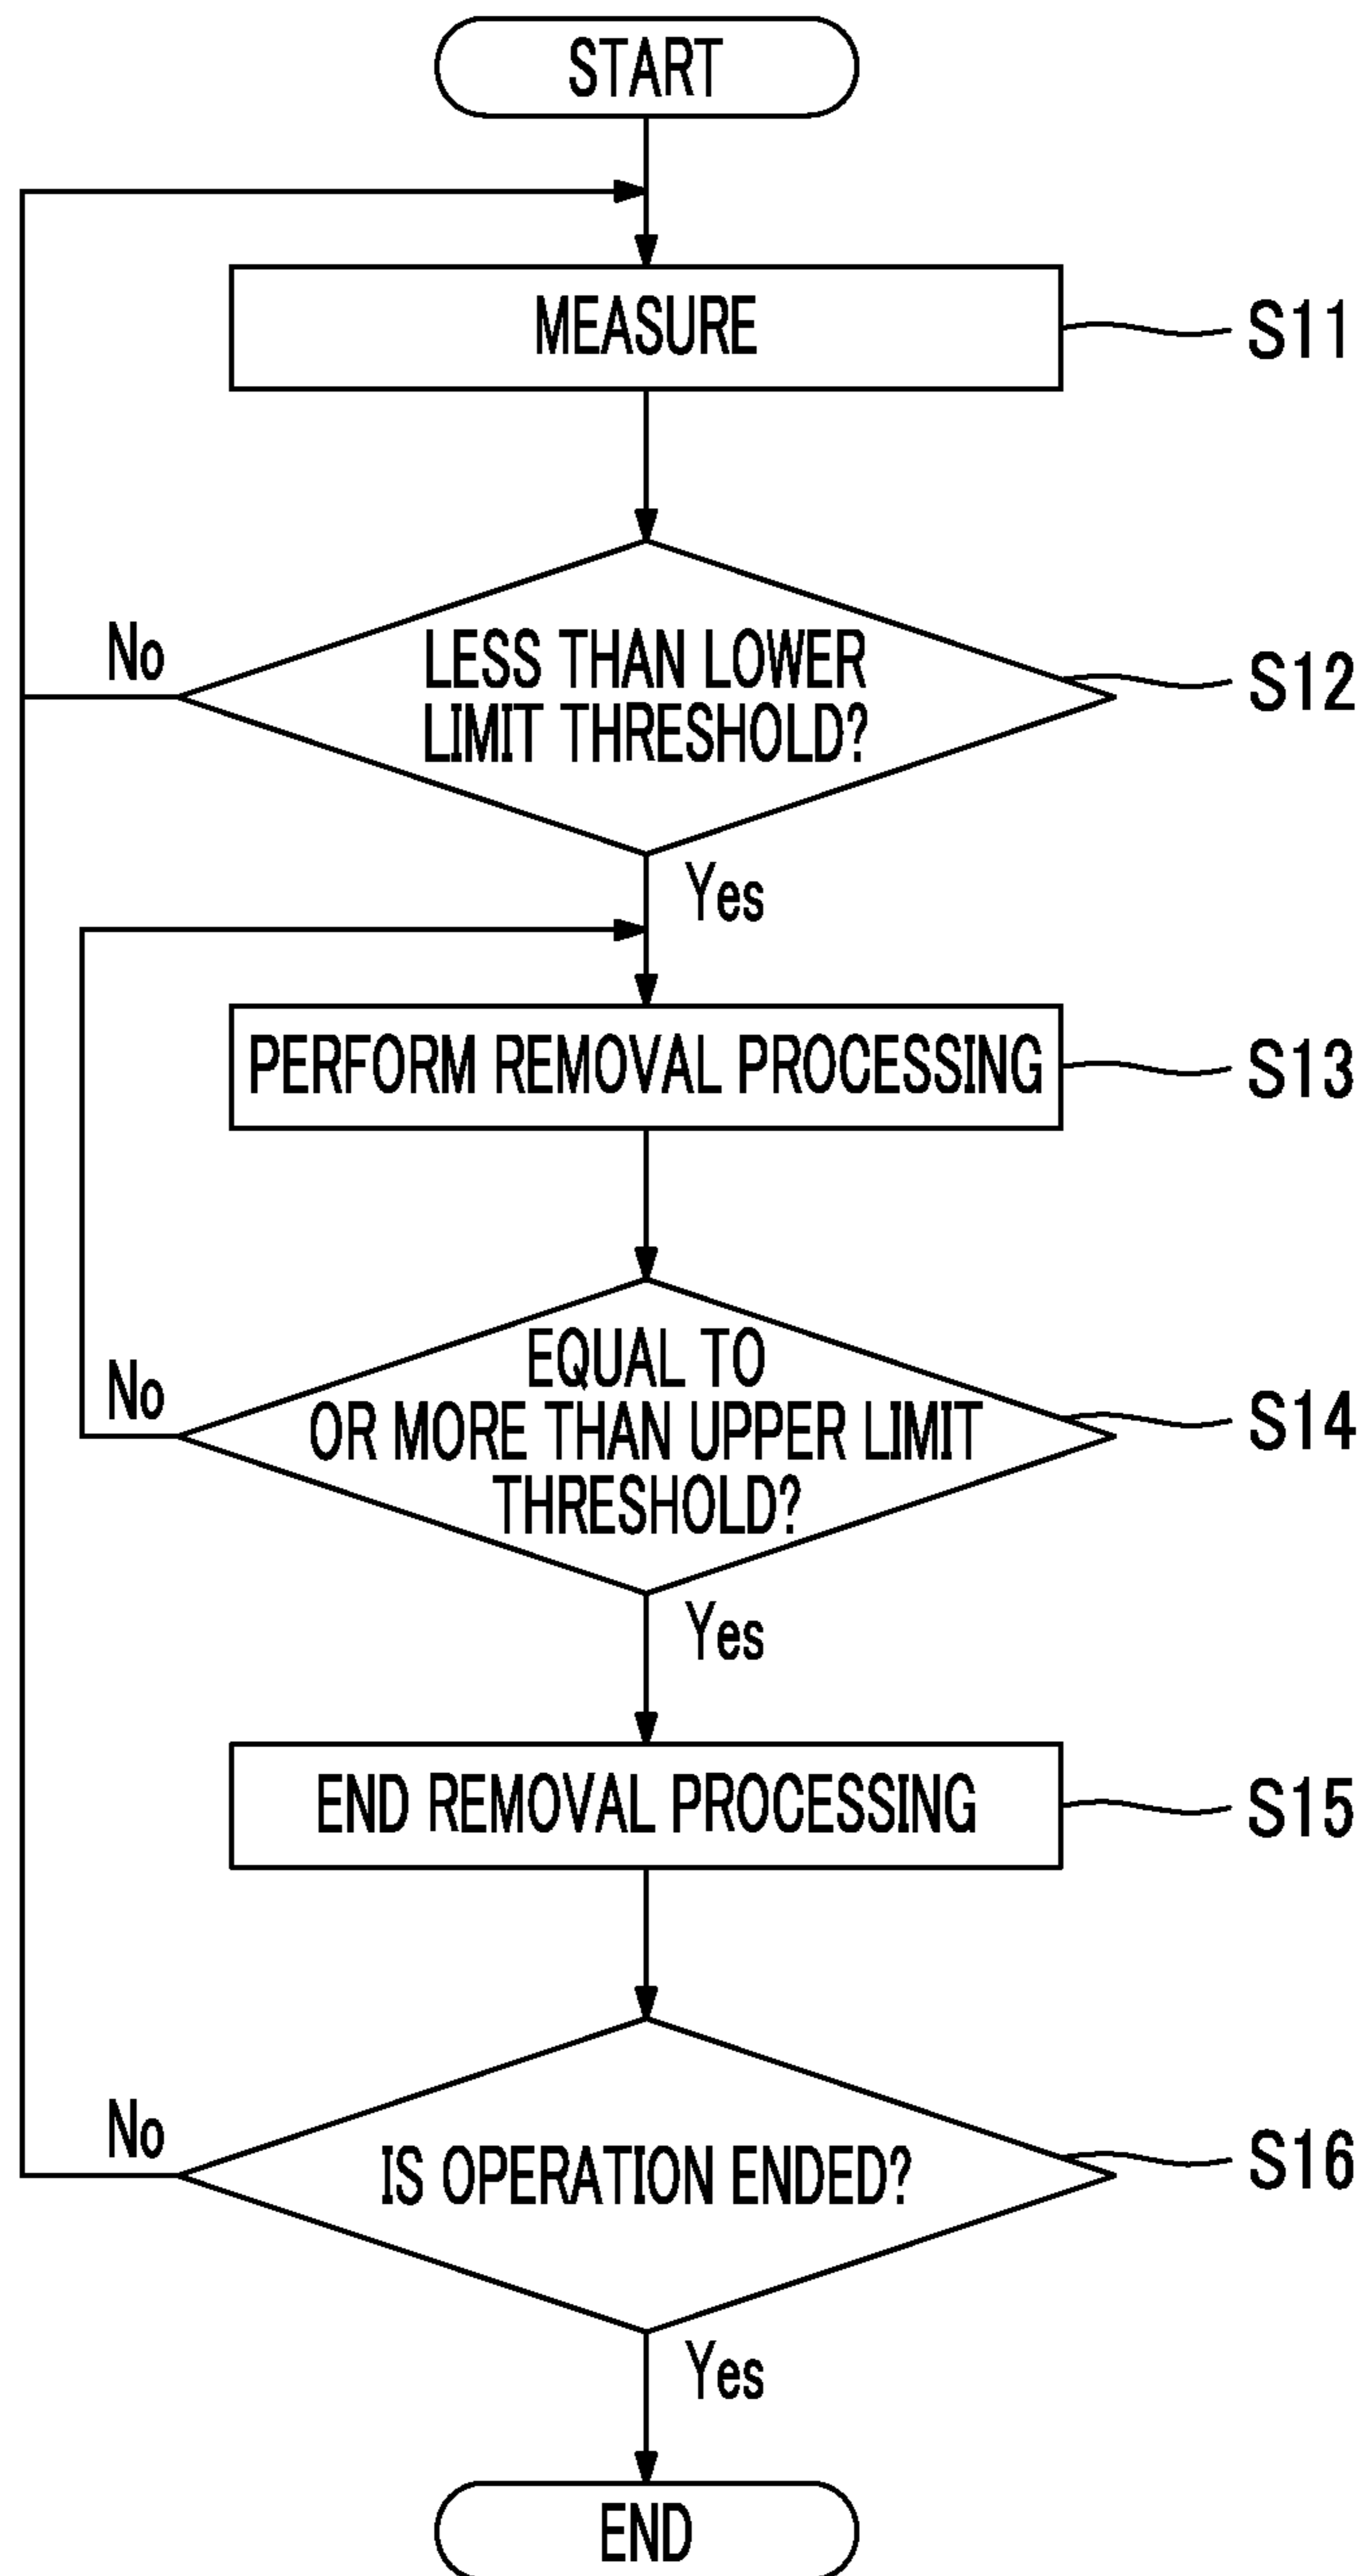 START
MEASURE
S11
No
LESS THAN LOWER
LIMIT THRESHOLD?
S12
Yes
PERFORM REMOVAL PROCESSING
S13
No
EQUAL TO
OR MORE THAN UPPER LIMIT
THRESHOLD?
S14
Yes
END REMOVAL PROCESSING
S15
No
IS OPERATION ENDED?
S16
Yes
END